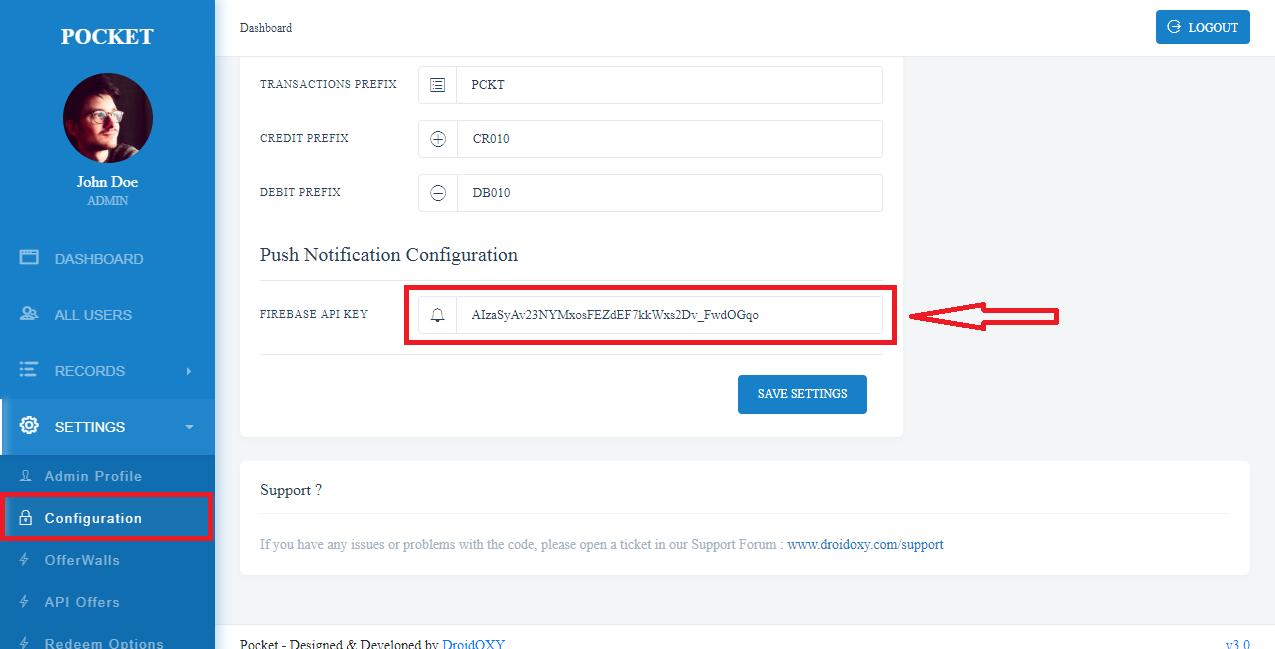 POCKET
John Doe
ADMIN
DASHBOARD
ALL USERS
RECORDS
SETTINGS
Admin Profile
Configuration
OfferWalls
API Offers
Redeem Options
Dashboard
LOGOUT
TRANSACTIONS PREFIX PCKT
CREDIT PREFIX CR010
DEBIT PREFIX DB010
Push Notification Configuration
FIREBASE API KEY AIzaSyAv23NYMxosFEZdEF7kkWxs2Dv_FwdOGqo
SAVE SETTINGS
Support ?
If you have any issues or problems with the code, please open a ticket in our Support Forum : www.droidoxy.com/support
Pocket - Designed & Developed by DroidOXY v3.0